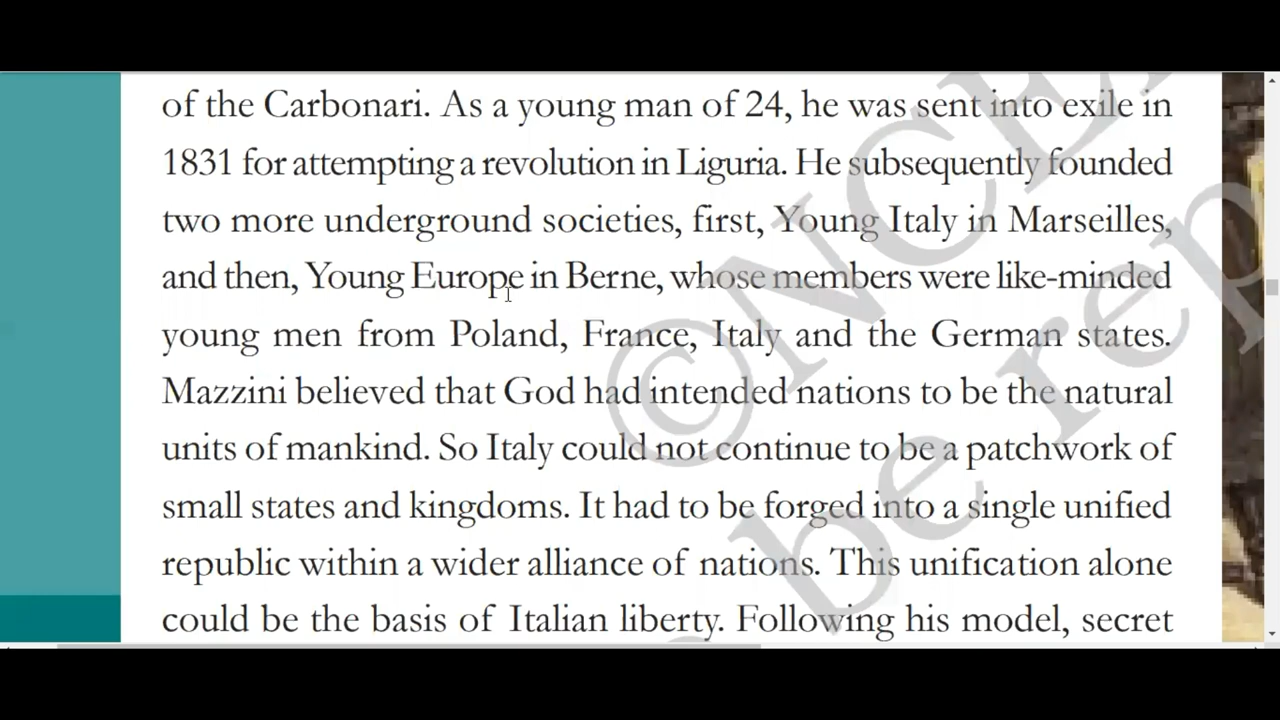 of the Carbonari. As a young man of 24, he was sent into exile in
1831 for attempting a revolution in Liguria. He subsequently founded
two more underground societies, first, Young Italy in Marseilles,
and then, Young Europe in Berne, whose members were like-minded
young men from Poland, France, Italy and the German states.
Mazzini believed that God had intended nations to be the natural
units of mankind. So Italy could not continue to be a patchwork of
small states and kingdoms. It had to be forged into a single unified
republic within a wider alliance of nations. This unification alone
could be the basis of Italian liberty. Following his model, secret